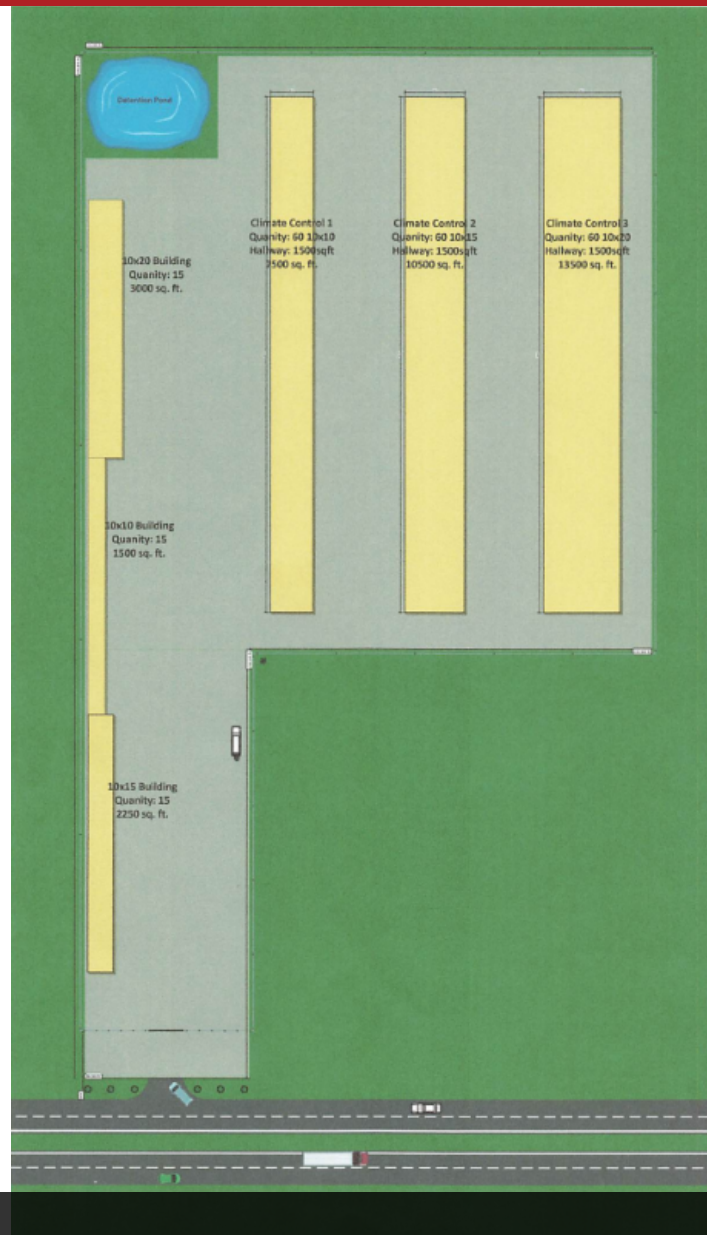 Detention Pond
Climate Control 1
Quanity: 60 10x10
Hallway: 1500sqft
7500 sq. ft.
Climate Control 2
Quanity: 60 10x15
Hallway: 1500sqft
10500 sq. ft.
Climate Control 3
Quanity: 60 10x20
Hallway: 1500sqft
13500 sq. ft.
10x20 Building
Quanity: 15
3000 sq. ft.
10x10 Building
Quanity: 15
1500 sq. ft.
10x15 Building
Quanity: 15
2250 sq. ft.